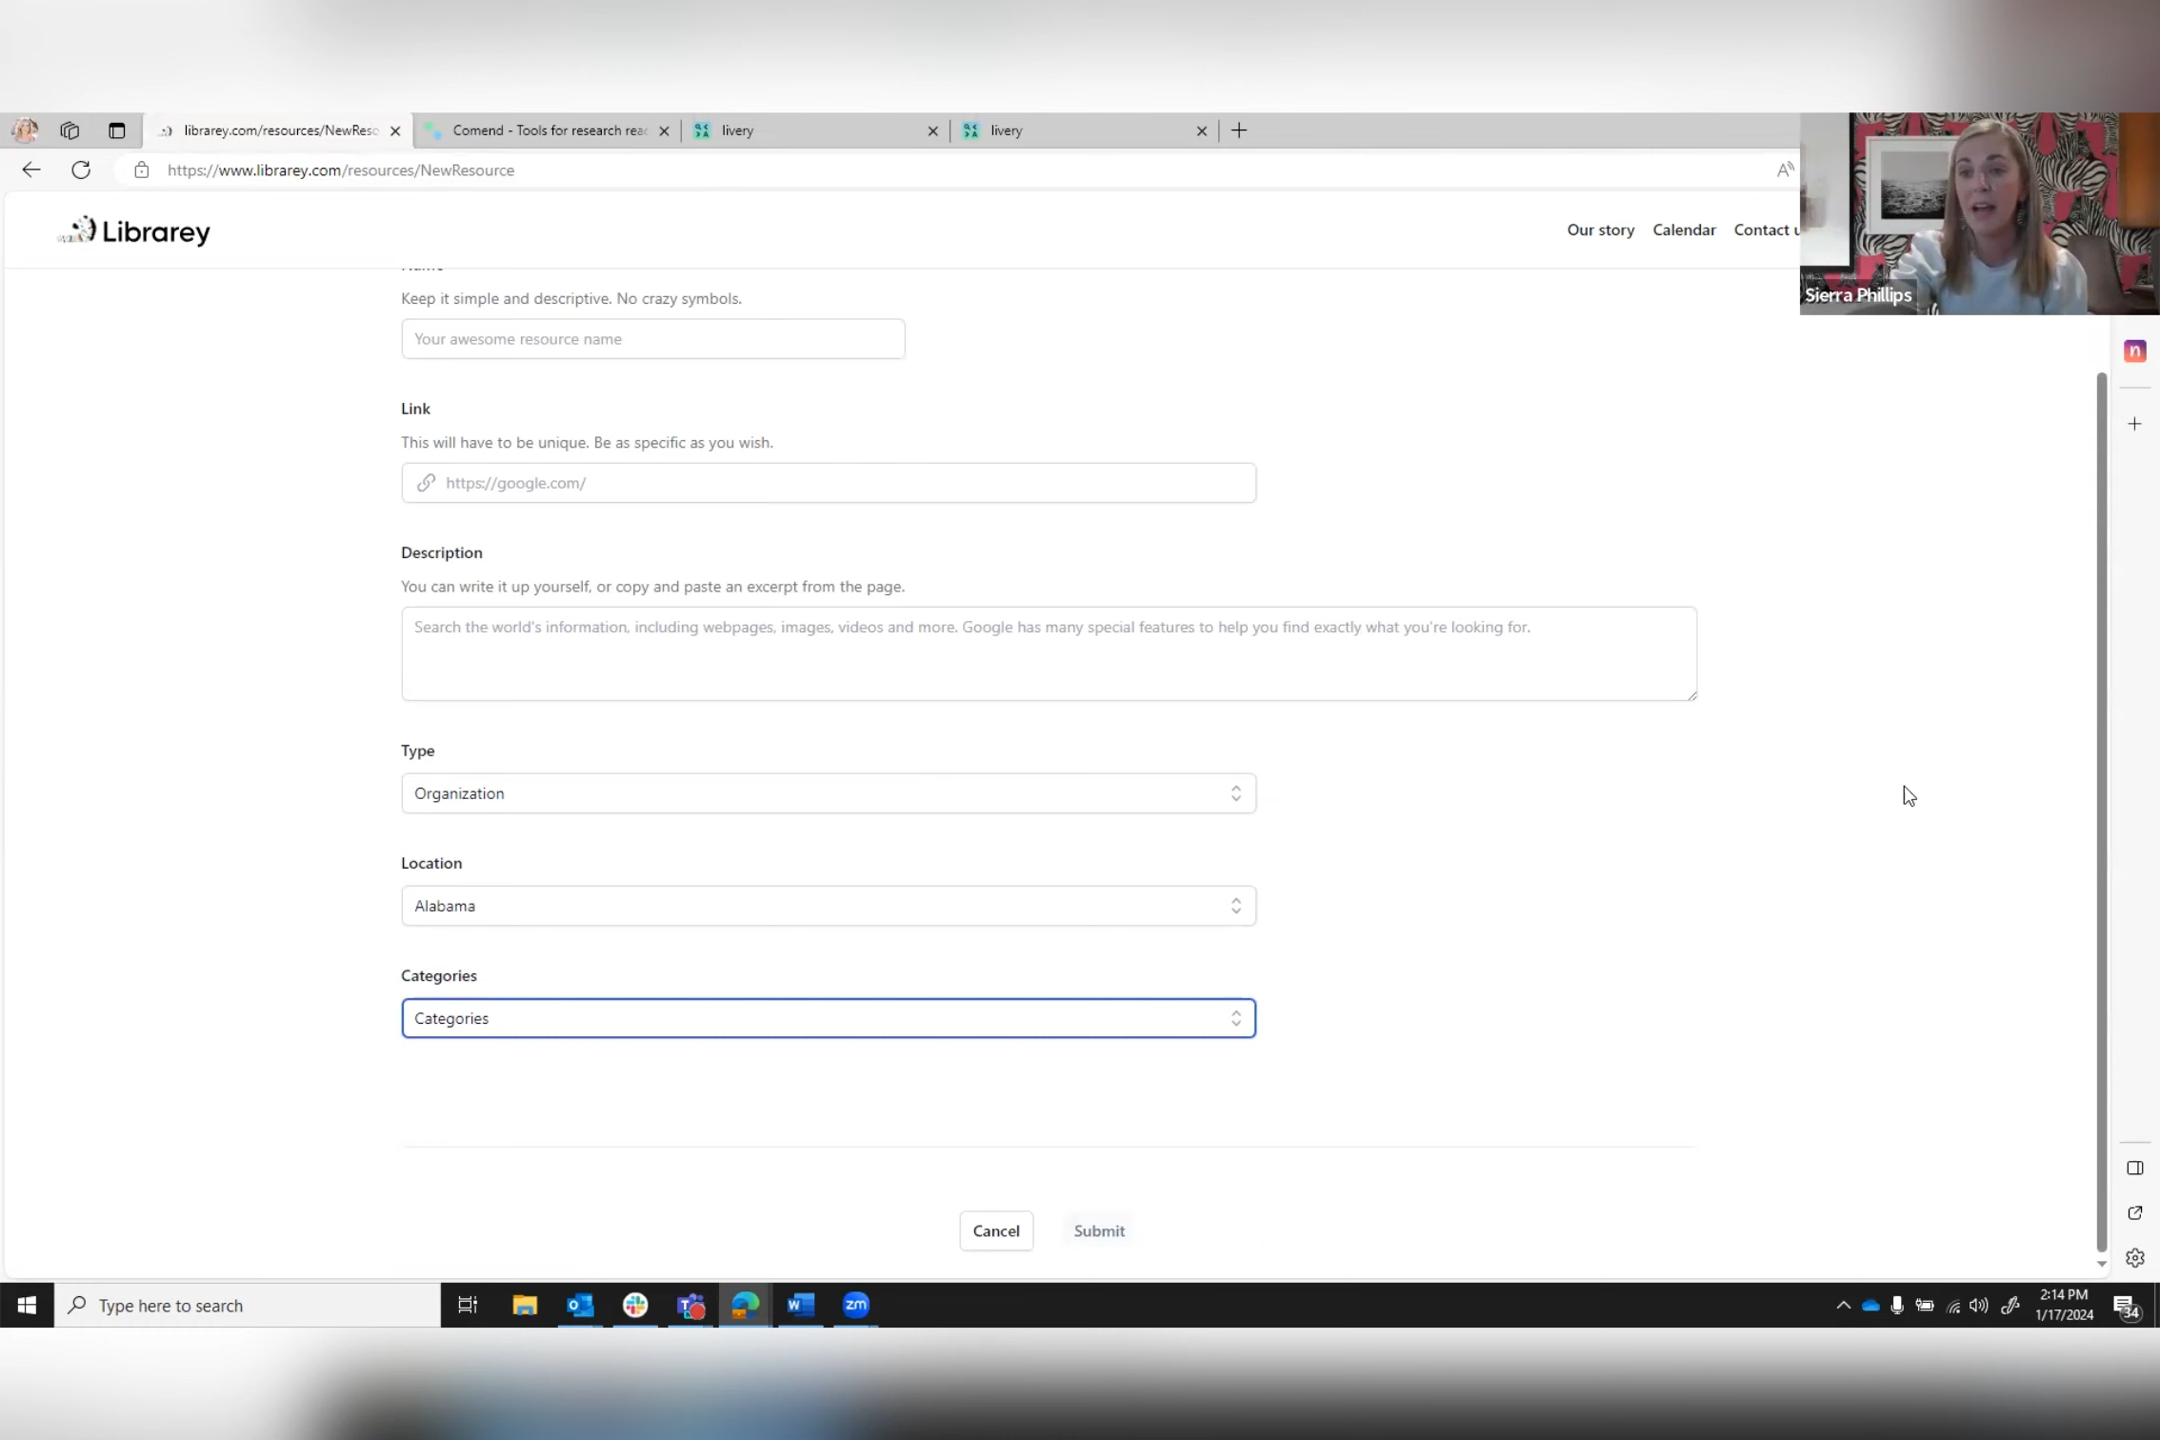 librarey.com/resources/NewReso
Comend - Tools for research rea
livery
livery
https://www.librarey.com/resources/NewResource
Librarey
Our story
Calendar
Contact u
Sierra Phillips
Keep it simple and descriptive. No crazy symbols.
Your awesome resource name
Link
This will have to be unique. Be as specific as you wish.
https://google.com/
Description
You can write it up yourself, or copy and paste an excerpt from the page.
Search the world's information, including webpages, images, videos and more. Google has many special features to help you find exactly what you're looking for.
Type
Organization
Location
Alabama
Categories
Categories
Cancel
Submit
Type here to search
zm
2:14 PM
1/17/2024
34